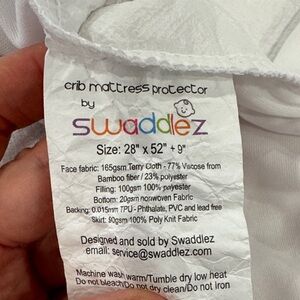 crib mattress protector
by
swaddlez
Size: 28" x 52" + 9"
Face fabric: 165gsm Terry Cloth - 77% Viscose from
Bamboo fiber / 23% polyester
Filling: 100gsm 100% polyester
Bottom: 20gsm nonwoven Fabric
Backing: 0.015mm TPU - Phthalate, PVC and lead free
Skirt: 90gsm 100% Poly Knit Fabric
Designed and sold by Swaddlez
email: service@swaddlez.com
Machine wash warm/Tumble dry low heat
Do not bleach/Do not dry clean/Do not Iron